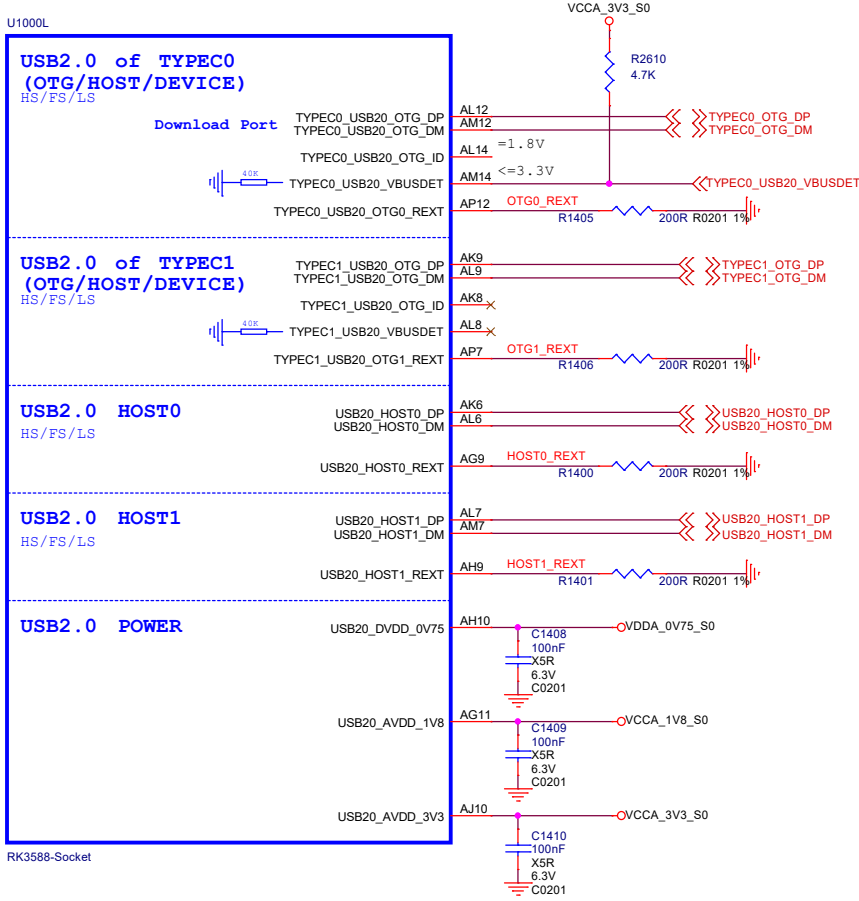 VCCA_3V3_S0
U1000L
USB2.0 of TYPEC0
(OTG/HOST/DEVICE)
HS/FS/LS
R2610
4.7K
Download Port
TYPEC0_USB20_OTG_DP AL12 TYPEC0_OTG_DP
TYPEC0_USB20_OTG_DM AM12 TYPEC0_OTG_DM
TYPEC0_USB20_OTG_ID AL14 =1.8V
40K TYPEC0_USB20_VBUSDET AM14 <=3.3V TYPEC0_USB20_VBUSDET
TYPEC0_USB20_OTG0_REXT AP12 OTG0_REXT
R1405 200R R0201 1%
USB2.0 of TYPEC1
(OTG/HOST/DEVICE)
HS/FS/LS
TYPEC1_USB20_OTG_DP AK9 TYPEC1_OTG_DP
TYPEC1_USB20_OTG_DM AL9 TYPEC1_OTG_DM
TYPEC1_USB20_OTG_ID AK8
40K TYPEC1_USB20_VBUSDET AL8
TYPEC1_USB20_OTG1_REXT AP7 OTG1_REXT
R1406 200R R0201 1%
USB2.0 HOST0
HS/FS/LS
USB20_HOST0_DP AK6 USB20_HOST0_DP
USB20_HOST0_DM AL6 USB20_HOST0_DM
USB20_HOST0_REXT AG9 HOST0_REXT
R1400 200R R0201 1%
USB2.0 HOST1
HS/FS/LS
USB20_HOST1_DP AL7 USB20_HOST1_DP
USB20_HOST1_DM AM7 USB20_HOST1_DM
USB20_HOST1_REXT AH9 HOST1_REXT
R1401 200R R0201 1%
USB2.0 POWER
USB20_DVDD_0V75 AH10 VDDA_0V75_S0
C1408
100nF
X5R
6.3V
C0201
USB20_AVDD_1V8 AG11 VCCA_1V8_S0
C1409
100nF
X5R
6.3V
C0201
USB20_AVDD_3V3 AJ10 VCCA_3V3_S0
C1410
100nF
X5R
6.3V
C0201
RK3588-Socket